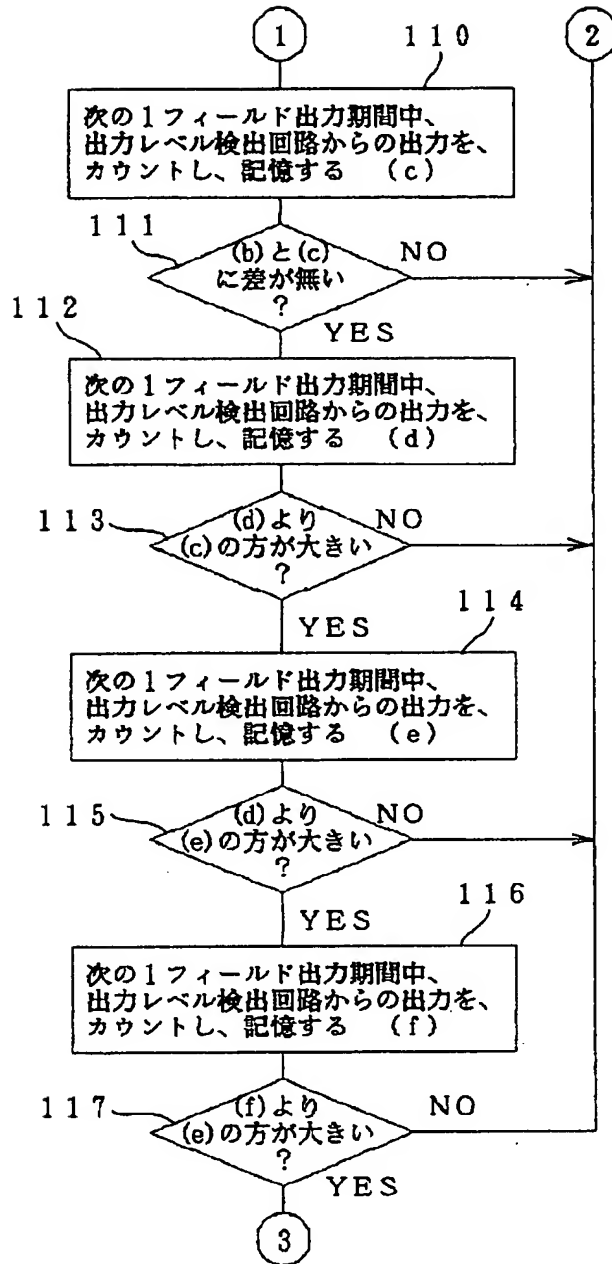 1
2
110
次の1フィールド出力期間中、
出力レベル検出回路からの出力を、
カウントし、記憶する (c)
111
(b)と(c)
に差が無い
?
NO
YES
112
次の1フィールド出力期間中、
出力レベル検出回路からの出力を、
カウントし、記憶する (d)
113
(d)より
(c)の方が大きい
?
NO
YES
114
次の1フィールド出力期間中、
出力レベル検出回路からの出力を、
カウントし、記憶する (e)
115
(d)より
(e)の方が大きい
?
NO
YES
116
次の1フィールド出力期間中、
出力レベル検出回路からの出力を、
カウントし、記憶する (f)
117
(f)より
(e)の方が大きい
?
NO
YES
3